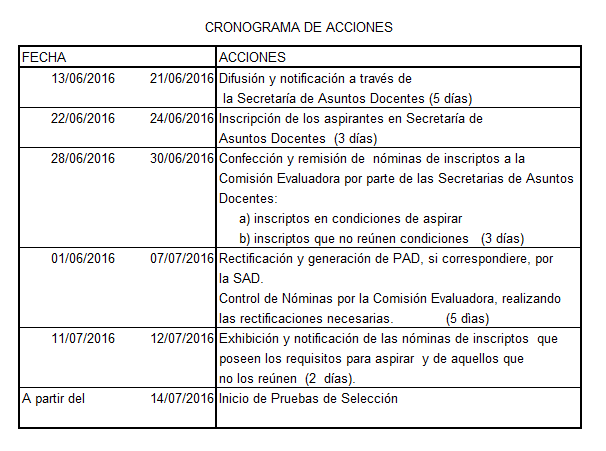 CRONOGRAMA DE ACCIONES
FECHA ACCIONES
13/06/2016 21/06/2016 Difusión y notificación a través de
la Secretaría de Asuntos Docentes (5 días)
22/06/2016 24/06/2016 Inscripción de los aspirantes en Secretaría de
Asuntos Docentes (3 días)
28/06/2016 30/06/2016 Confección y remisión de nóminas de inscriptos a la
Comisión Evaluadora por parte de las Secretarias de Asuntos
Docentes:
a) inscriptos en condiciones de aspirar
b) inscriptos que no reúnen condiciones (3 días)
01/06/2016 07/07/2016 Rectificación y generación de PAD, si correspondiere, por
la SAD.
Control de Nóminas por la Comisión Evaluadora, realizando
las rectificaciones necesarias. (5 dias)
11/07/2016 12/07/2016 Exhibición y notificación de las nóminas de inscriptos que
poseen los requisitos para aspirar y de aquellos que
no los reúnen (2 días).
A partir del 14/07/2016 Inicio de Pruebas de Selección